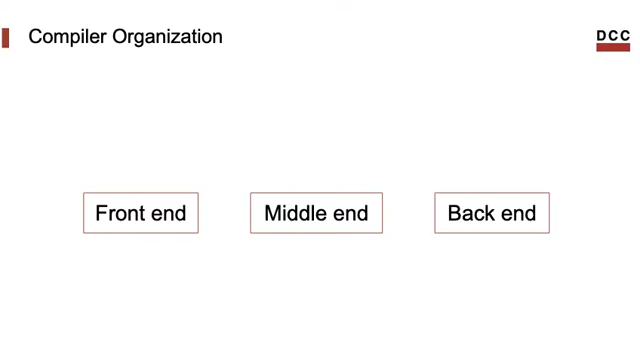 Compiler Organization
DCC
Front end
Middle end
Back end